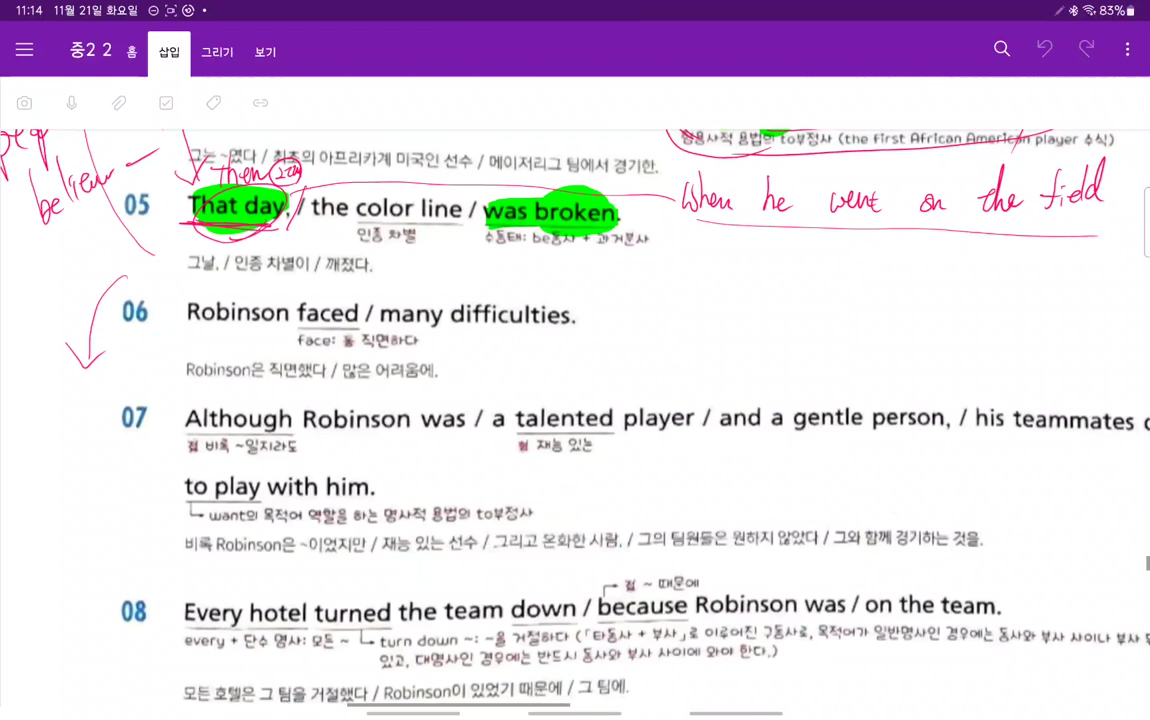 11:14 11월 21일 화요일 83%
중2 2 홈 삽입 그리기 보기
형용사적 용법의 to부정사 (the first African American player 수식)
그는 ~였다 / 최초의 아프리카계 미국인 선수 / 메이저리그 팀에서 경기한.
believe
then
When he went on the field
05 That day, / the color line / was broken.
인종 차별 수동태: be동사 + 과거분사
그날, / 인종 차별이 / 깨졌다.
06 Robinson faced / many difficulties.
face: 동 직면하다
Robinson은 직면했다 / 많은 어려움에.
07 Although Robinson was / a talented player / and a gentle person, / his teammates
접 비록 ~일지라도 형 재능 있는
to play with him.
want의 목적어 역할을 하는 명사적 용법의 to부정사
비록 Robinson은 ~이었지만 / 재능 있는 선수 / 그리고 온화한 사람, / 그의 팀원들은 원하지 않았다 / 그와 함께 경기하는 것을.
접 ~ 때문에
08 Every hotel turned the team down / because Robinson was / on the team.
every + 단수 명사: 모든 ~ turn down ~: ~을 거절하다 (「타동사 + 부사」로 이루어진 구동사로, 목적어가 일반명사인 경우에는 동사와 부사 사이나 부사
있고, 대명사인 경우에는 반드시 동사와 부사 사이에 와야 한다.)
모든 호텔은 그 팀을 거절했다 / Robinson이 있었기 때문에 / 그 팀에.